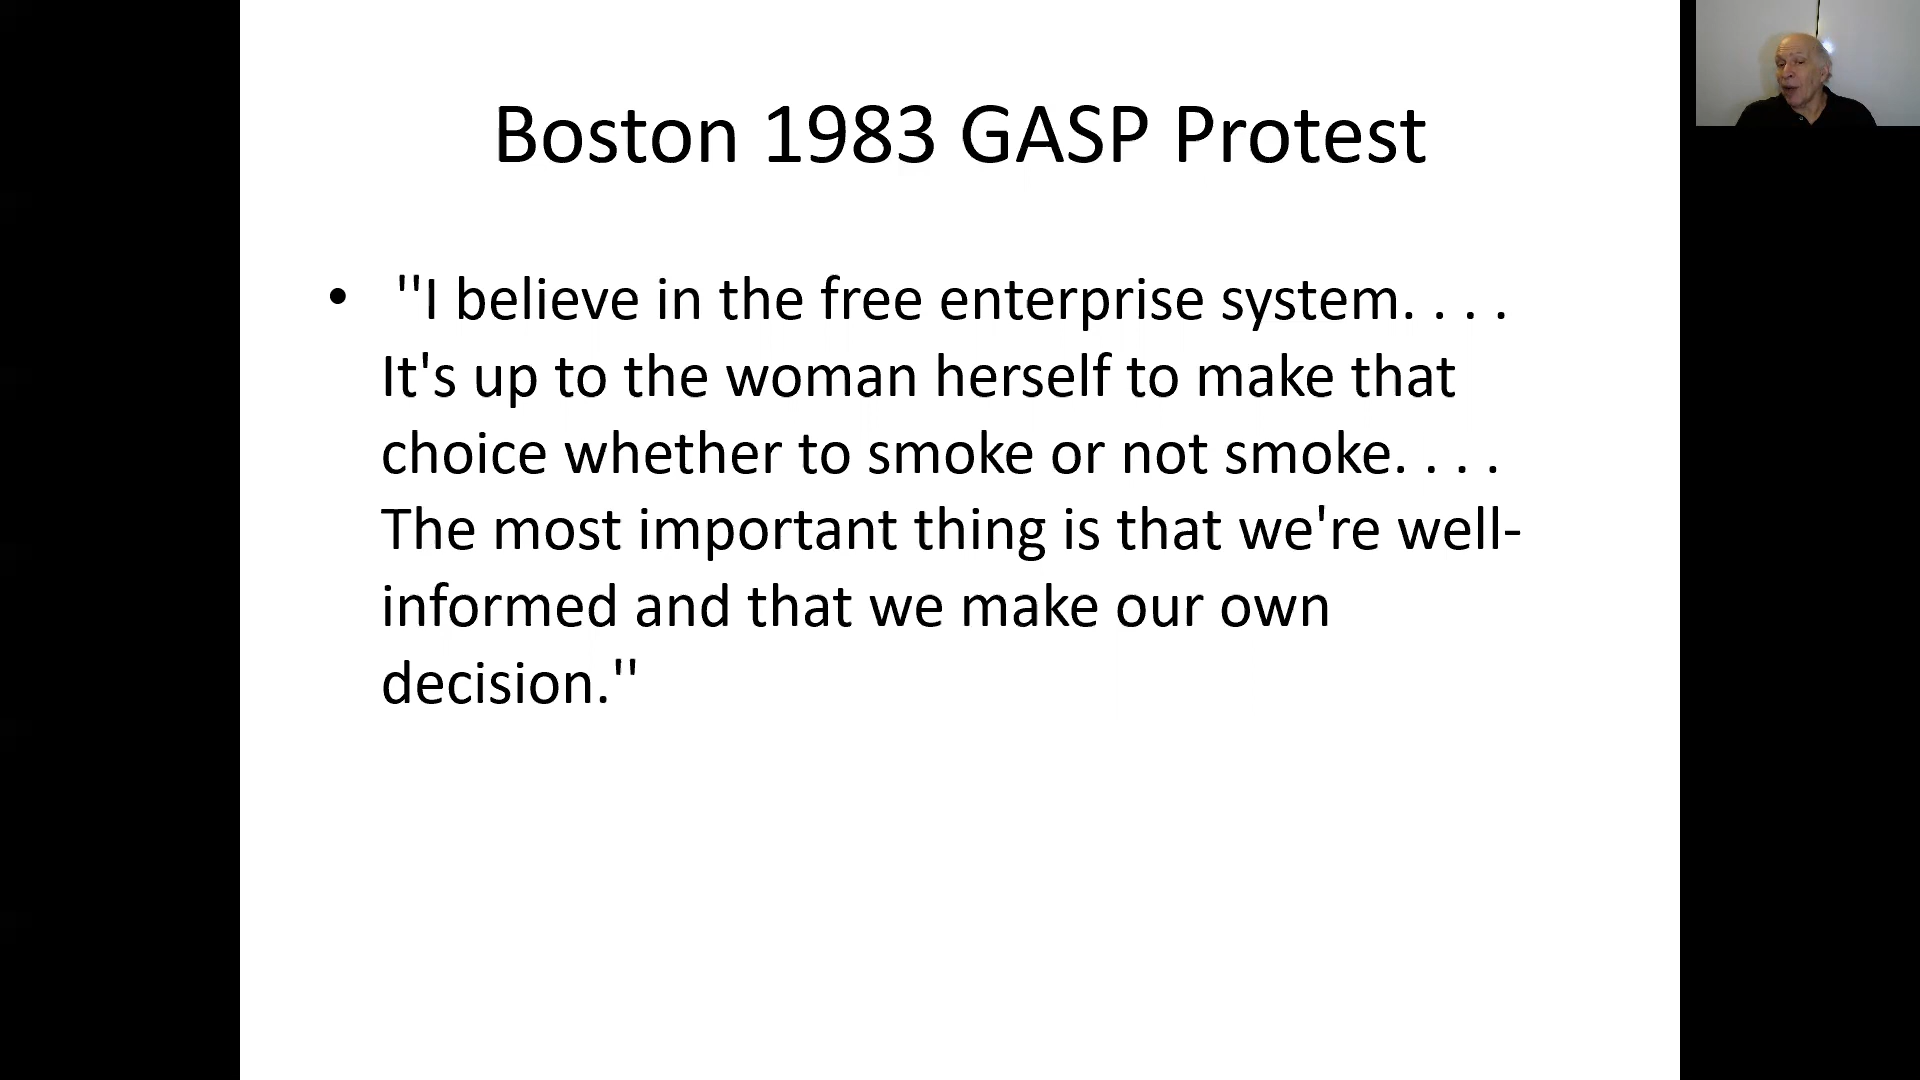 Boston 1983 GASP Protest
• "I believe in the free enterprise system. . . .
It's up to the woman herself to make that
choice whether to smoke or not smoke. . . .
The most important thing is that we're well-
informed and that we make our own
decision."